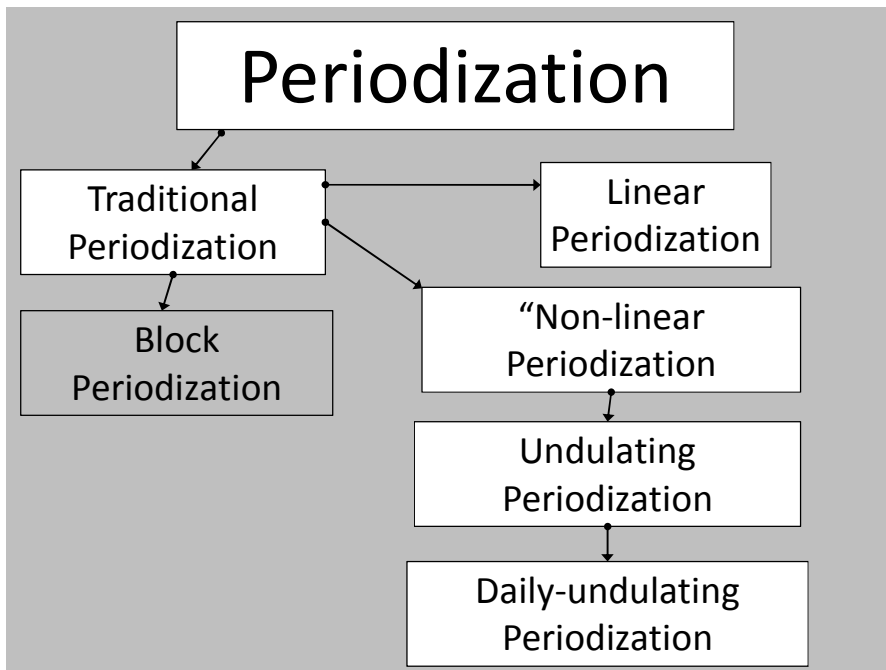 Periodization
Traditional
Periodization
Linear
Periodization
“Non-linear
Periodization
Block
Periodization
Undulating
Periodization
Daily-undulating
Periodization